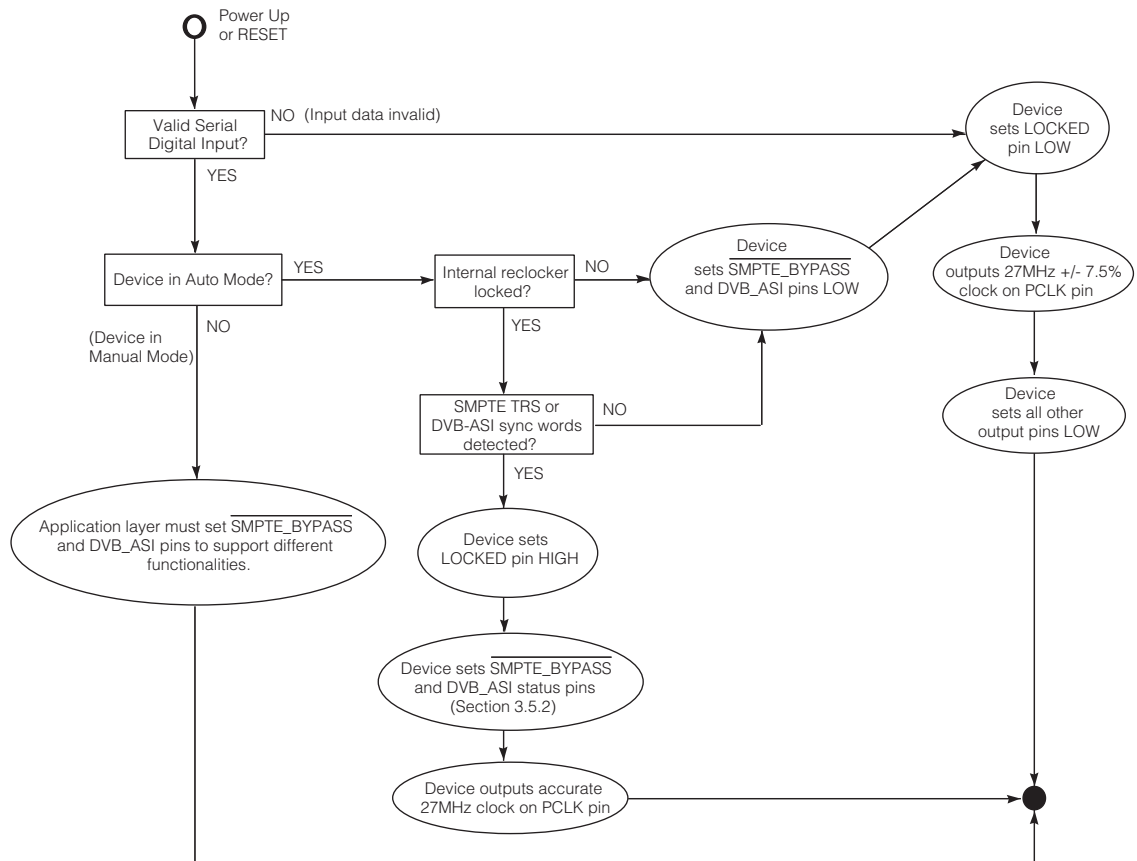 Power Up
or RESET
Valid Serial
Digital Input?
NO (Input data invalid)
YES
Device
sets LOCKED
pin LOW
Device in Auto Mode?
YES
Internal reclocker
locked?
NO
Device
sets SMPTE_BYPASS
and DVB_ASI pins LOW
Device
outputs 27MHz +/- 7.5%
clock on PCLK pin
NO
(Device in
Manual Mode)
YES
SMPTE TRS or
DVB-ASI sync words
detected?
NO
Device
sets all other
output pins LOW
YES
Application layer must set SMPTE_BYPASS
and DVB_ASI pins to support different
functionalities.
Device sets
LOCKED pin HIGH
Device sets SMPTE_BYPASS
and DVB_ASI status pins
(Section 3.5.2)
Device outputs accurate
27MHz clock on PCLK pin